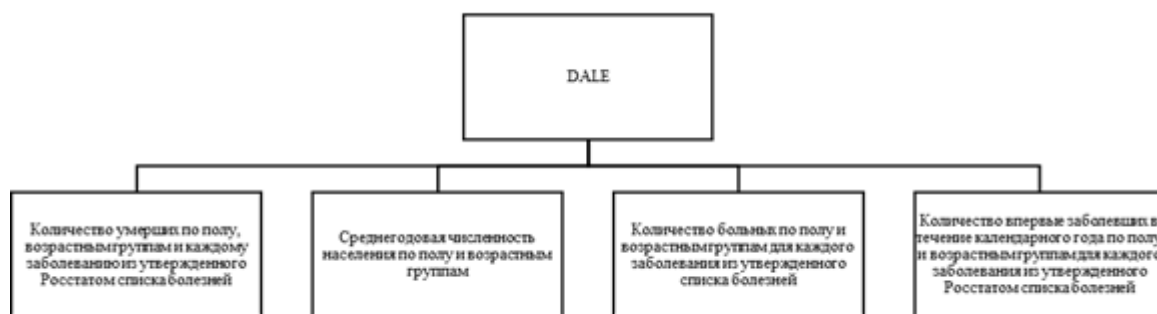 DALE
Количество умерших по полу,
возрастным группам и каждому
заболеванию из утвержденного
Росстатом списка болезней
Среднегодовая численность
населения по полу и возрастным
группам
Количество больных по полу и
возрастным группам для каждого
заболевания из утвержденного
списка болезней
Количество впервые заболевших в
течение календарного года по полу
и возрастным группам для каждого
заболевания из утвержденного
Росстатом списка болезней